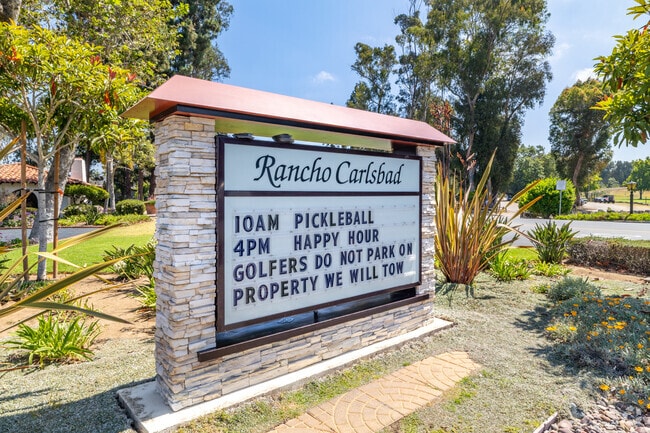 Rancho Carlsbad
10AM PICKLEBALL
4PM HAPPY HOUR
GOLFERS DO NOT PARK ON
PROPERTY WE WILL TOW